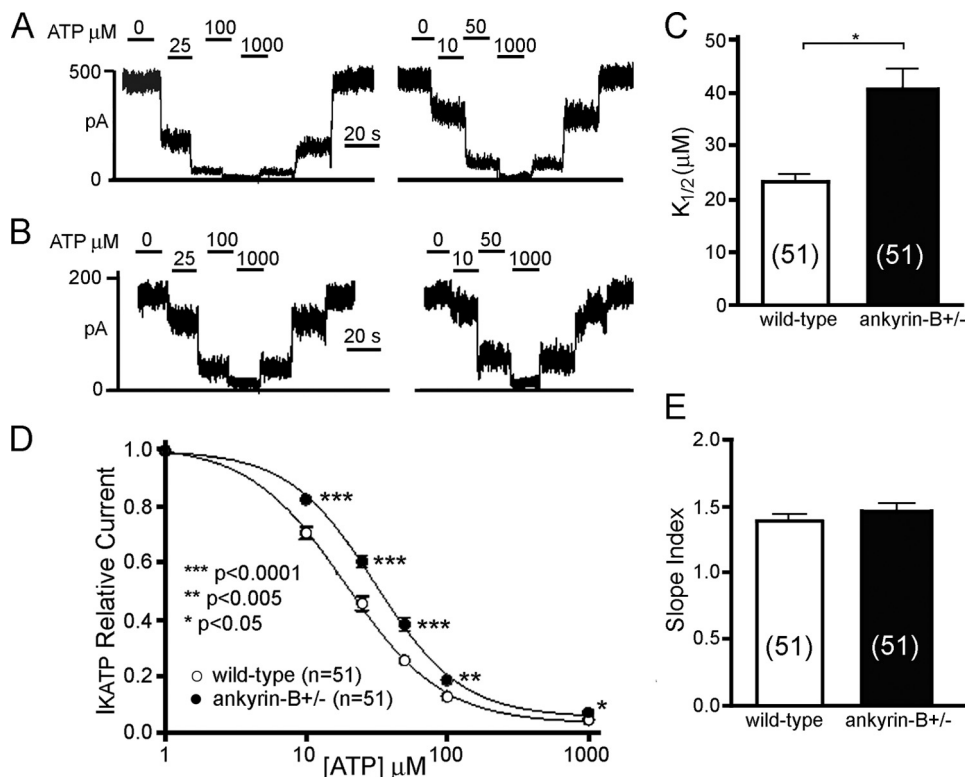 A
ATP μM
0
100
25
1000
500
pA
0
20 s
0
50
10
1000
B
ATP μM
0
100
25
1000
200
pA
0
20 s
0
50
10
1000
C
*
50
40
30
20
10
0
K1/2 (μM)
(51)
(51)
wild-type
ankyrin-B+/-
D
1.0
0.8
0.6
0.4
0.2
0.0
IKATP Relative Current
***
***
***
**
*
*** p<0.0001
** p<0.005
* p<0.05
wild-type (n=51)
ankyrin-B+/- (n=51)
1
10
100
1000
[ATP] μM
E
2.0
1.5
1.0
0.5
0.0
Slope Index
(51)
(51)
wild-type
ankyrin-B+/-